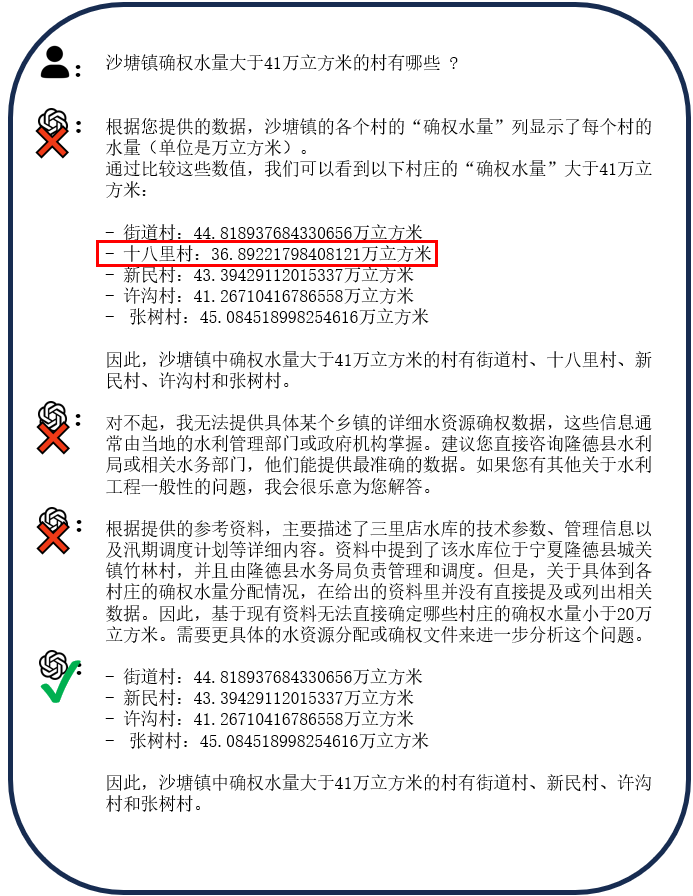 : 沙塘镇确权水量大于41万立方米的村有哪些 ?
: 根据您提供的数据，沙塘镇的各个村的“确权水量”列显示了每个村的
水量（单位是万立方米）。
通过比较这些数值，我们可以看到以下村庄的“确权水量”大于41万立
方米：
- 街道村：44.818937684330656万立方米
- 十八里村：36.89221798408121万立方米
- 新民村：43.39429112015337万立方米
- 许沟村：41.26710416786558万立方米
- 张树村：45.084518998254616万立方米
因此，沙塘镇中确权水量大于41万立方米的村有街道村、十八里村、新
民村、许沟村和张树村。
: 对不起，我无法提供具体某个乡镇的详细水资源确权数据，这些信息通
常由当地的水利管理部门或政府机构掌握。建议您直接咨询隆德县水利
局或相关水务部门，他们能提供最准确的数据。如果您有其他关于水利
工程一般性的问题，我会很乐意为您解答。
: 根据提供的参考资料，主要描述了三里店水库的技术参数、管理信息以
及汛期调度计划等详细内容。资料中提到了该水库位于宁夏隆德县城关
镇竹林村，并且由隆德县水务局负责管理和调度。但是，关于具体到各
村庄的确权水量分配情况，在给出的资料里并没有直接提及或列出相关
数据。因此，基于现有资料无法直接确定哪些村庄的确权水量小于20万
立方米。需要更具体的水资源分配或确权文件来进一步分析这个问题。
: - 街道村：44.818937684330656万立方米
- 新民村：43.39429112015337万立方米
- 许沟村：41.26710416786558万立方米
- 张树村：45.084518998254616万立方米
因此，沙塘镇中确权水量大于41万立方米的村有街道村、新民村、许沟
村和张树村。